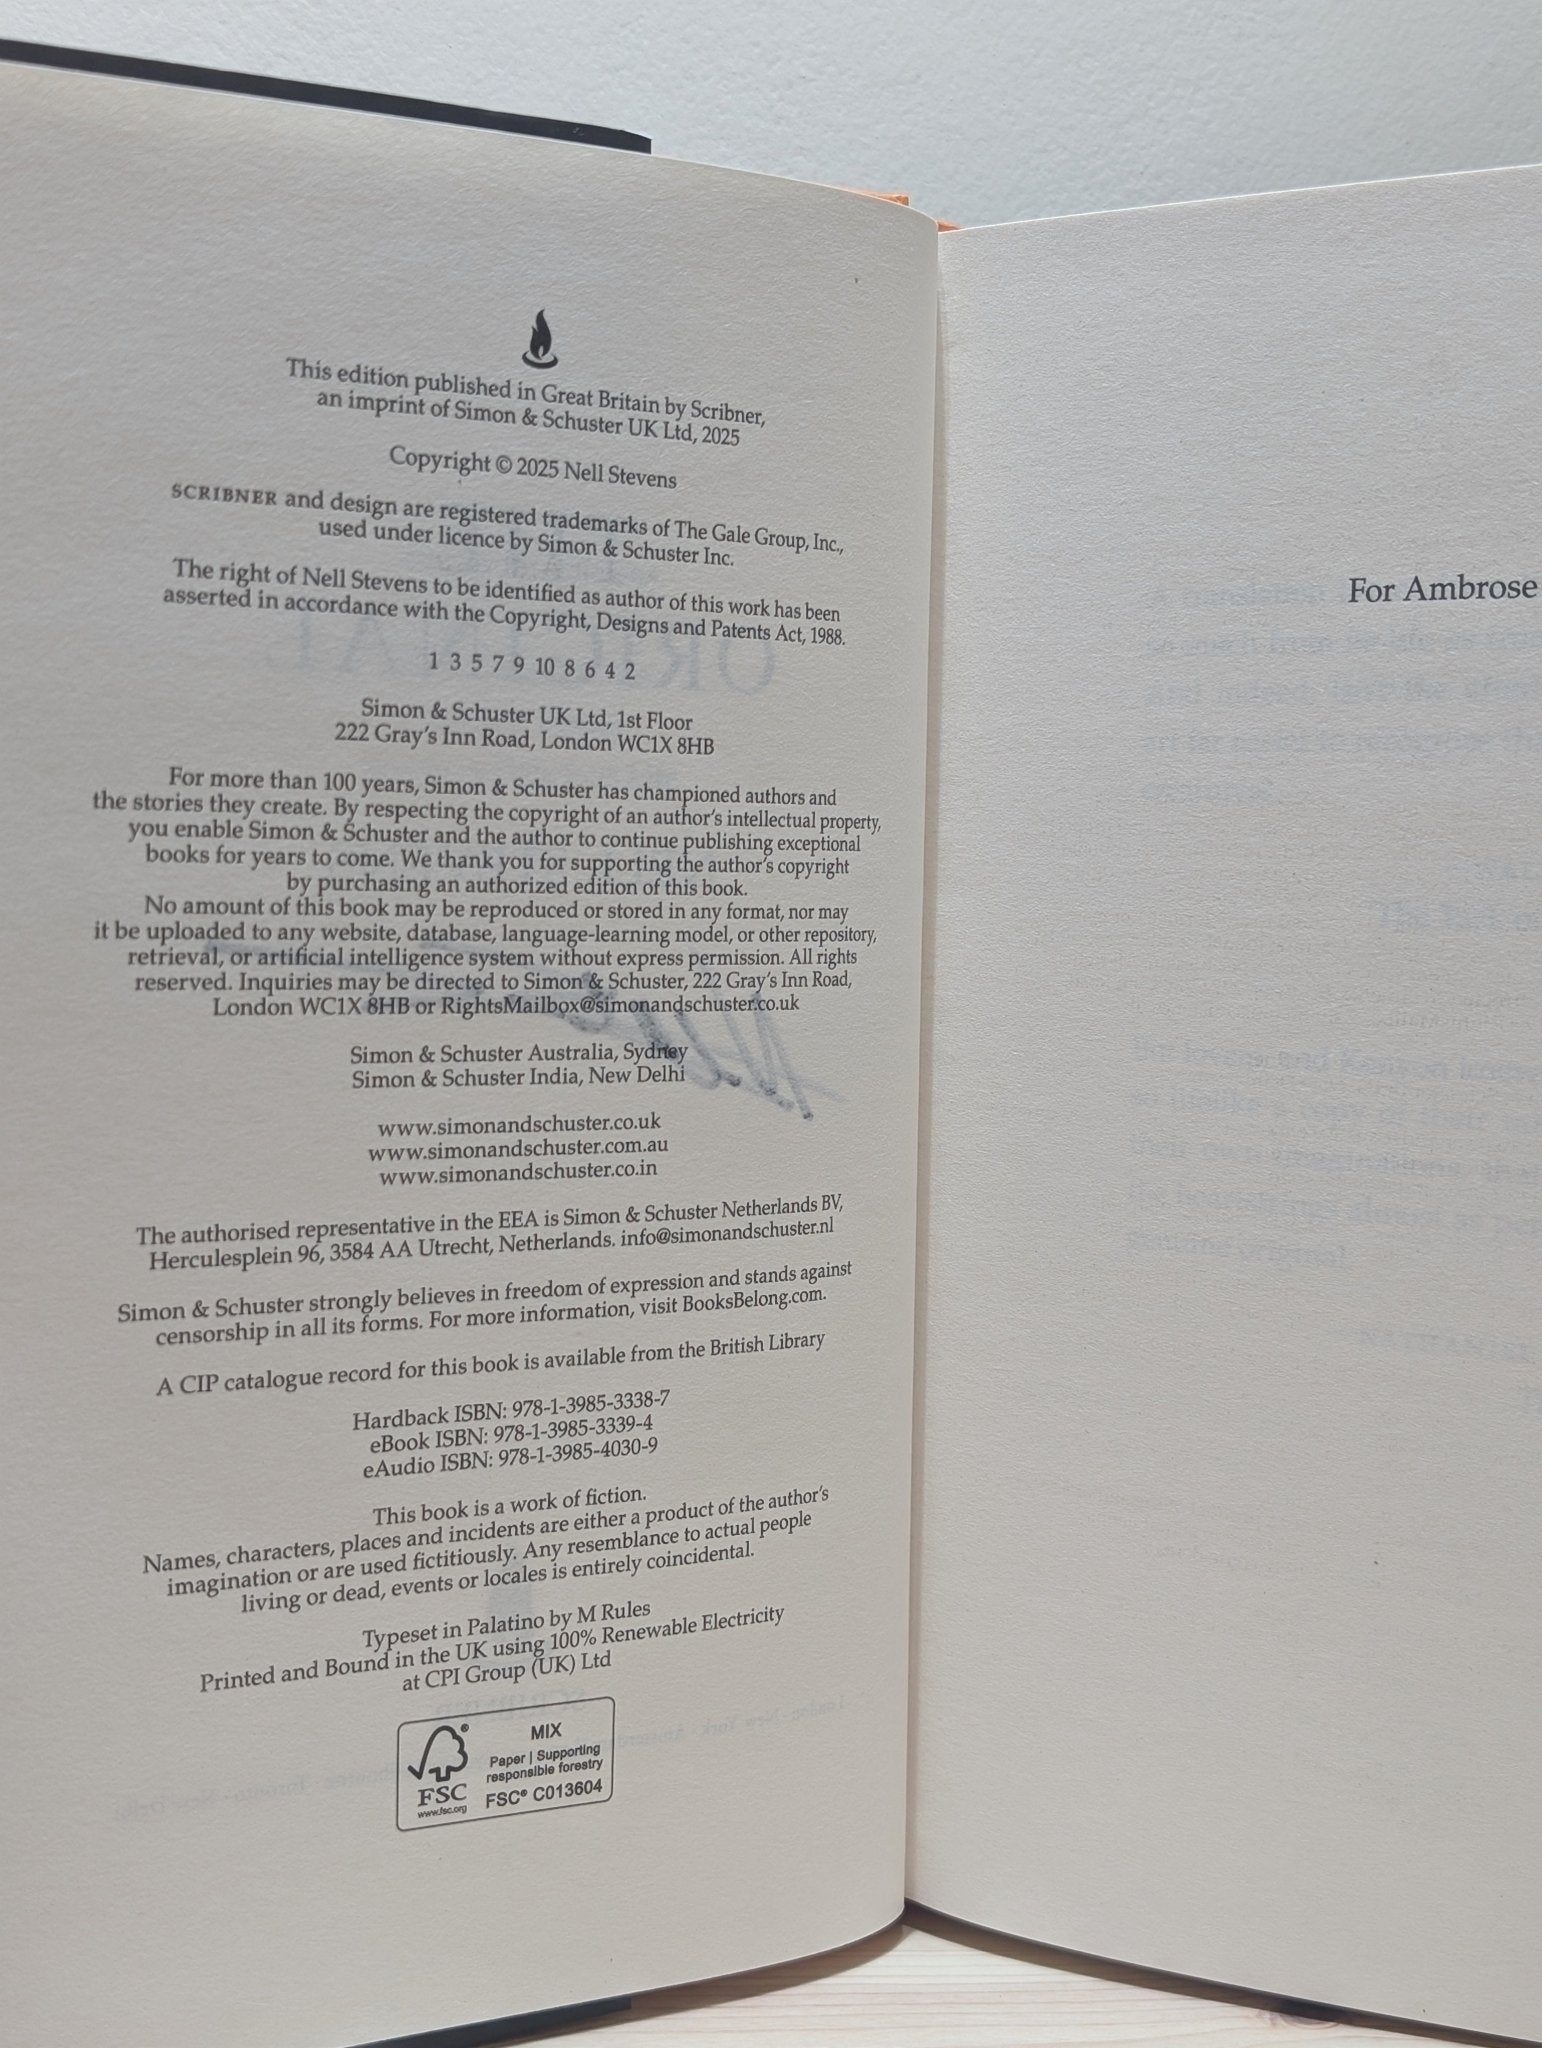 This edition published in Great Britain by Scribner,
an imprint of Simon & Schuster UK Ltd, 2025
Copyright © 2025 Nell Stevens
SCRIBNER and design are registered trademarks of The Gale Group, Inc.,
used under licence by Simon & Schuster Inc.
The right of Nell Stevens to be identified as author of this work has been
asserted in accordance with the Copyright, Designs and Patents Act, 1988.
1 3 5 7 9 10 8 6 4 2
Simon & Schuster UK Ltd, 1st Floor
222 Gray's Inn Road, London WC1X 8HB
For more than 100 years, Simon & Schuster has championed authors and
the stories they create. By respecting the copyright of an author's intellectual property,
you enable Simon & Schuster and the author to continue publishing exceptional
books for years to come. We thank you for supporting the author's copyright
by purchasing an authorized edition of this book.
No amount of this book may be reproduced or stored in any format, nor may
it be uploaded to any website, database, language-learning model, or other repository,
retrieval, or artificial intelligence system without express permission. All rights
reserved. Inquiries may be directed to Simon & Schuster, 222 Gray's Inn Road,
London WC1X 8HB or RightsMailbox@simonandschuster.co.uk
Simon & Schuster Australia, Sydney
Simon & Schuster India, New Delhi
www.simonandschuster.co.uk
www.simonandschuster.com.au
www.simonandschuster.co.in
The authorised representative in the EEA is Simon & Schuster Netherlands BV,
Herculesplein 96, 3584 AA Utrecht, Netherlands. info@simonandschuster.nl
Simon & Schuster strongly believes in freedom of expression and stands against
censorship in all its forms. For more information, visit BooksBelong.com.
A CIP catalogue record for this book is available from the British Library
Hardback ISBN: 978-1-3985-3338-7
eBook ISBN: 978-1-3985-3339-4
eAudio ISBN: 978-1-3985-4030-9
This book is a work of fiction.
Names, characters, places and incidents are either a product of the author's
imagination or are used fictitiously. Any resemblance to actual people
living or dead, events or locales is entirely coincidental.
Typeset in Palatino by M Rules
Printed and Bound in the UK using 100% Renewable Electricity
at CPI Group (UK) Ltd
FSC
www.fsc.org
MIX
Paper | Supporting
responsible forestry
FSC® C013604
For Ambrose